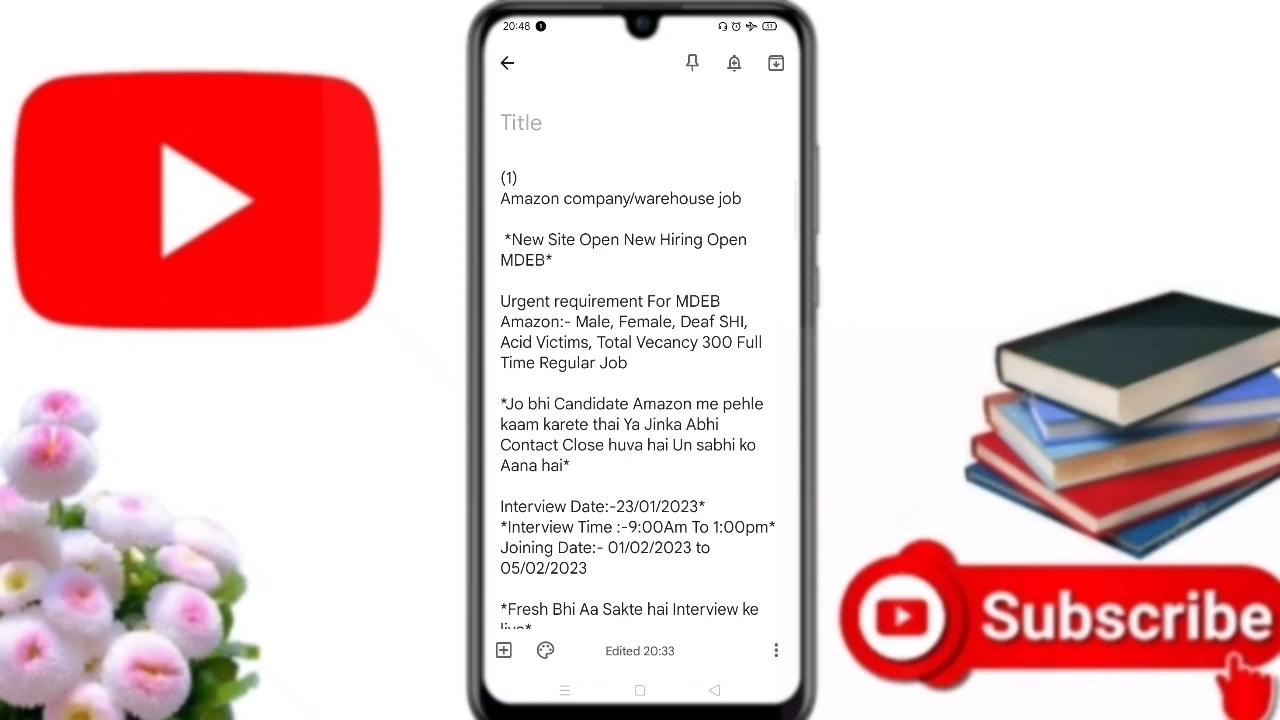 20:48
31
Title
(1)
Amazon company/warehouse job
*New Site Open New Hiring Open
MDEB*
Urgent requirement For MDEB
Amazon:- Male, Female, Deaf SHI,
Acid Victims, Total Vecancy 300 Full
Time Regular Job
*Jo bhi Candidate Amazon me pehle
kaam karete thai Ya Jinka Abhi
Contact Close huva hai Un sabhi ko
Aana hai*
Interview Date:-23/01/2023*
*Interview Time :-9:00Am To 1:00pm*
Joining Date:- 01/02/2023 to
05/02/2023
*Fresh Bhi Aa Sakte hai Interview ke
liye*
Edited 20:33
Subscribe